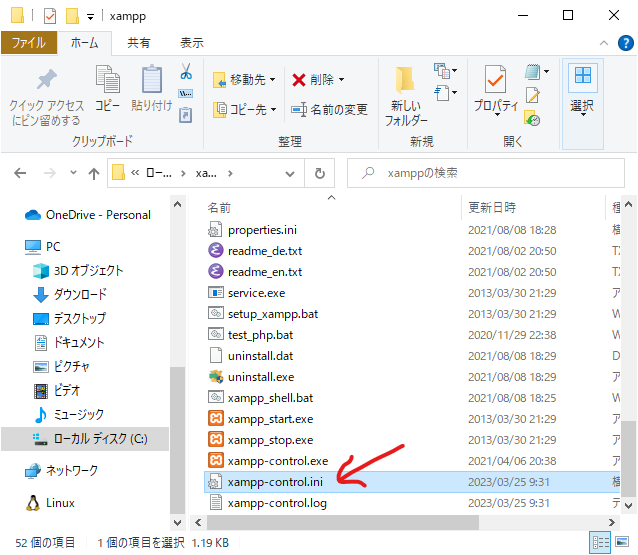 xampp
ファイル ホーム 共有 表示
クイック アクセス
にピン留めする
コピー
貼り付け
移動先
コピー先
削除
名前の変更
新しい
フォルダー
プロパティ
選択
クリップボード 整理 新規 開く
« ロー... › xa... ›
xamppの検索
OneDrive - Personal
PC
3D オブジェクト
ダウンロード
デスクトップ
ドキュメント
ピクチャ
ビデオ
ミュージック
ローカル ディスク (C:)
ネットワーク
Linux
名前 更新日時 種
properties.ini 2021/08/08 18:28 構
readme_de.txt 2021/08/02 20:50 TX
readme_en.txt 2021/08/02 20:50 TX
service.exe 2013/03/30 21:29 ア
setup_xampp.bat 2013/03/30 21:29 W
test_php.bat 2020/11/29 22:38 W
uninstall.dat 2021/08/08 18:29 D
uninstall.exe 2021/08/08 18:29 ア
xampp_shell.bat 2021/08/08 18:25 W
xampp_start.exe 2013/03/30 21:29 ア
xampp_stop.exe 2013/03/30 21:29 ア
xampp-control.exe 2021/04/06 20:38 ア
xampp-control.ini 2023/03/25 9:31 構
xampp-control.log 2023/03/25 9:31 テ
52 個の項目 1 個の項目を選択 1.19 KB